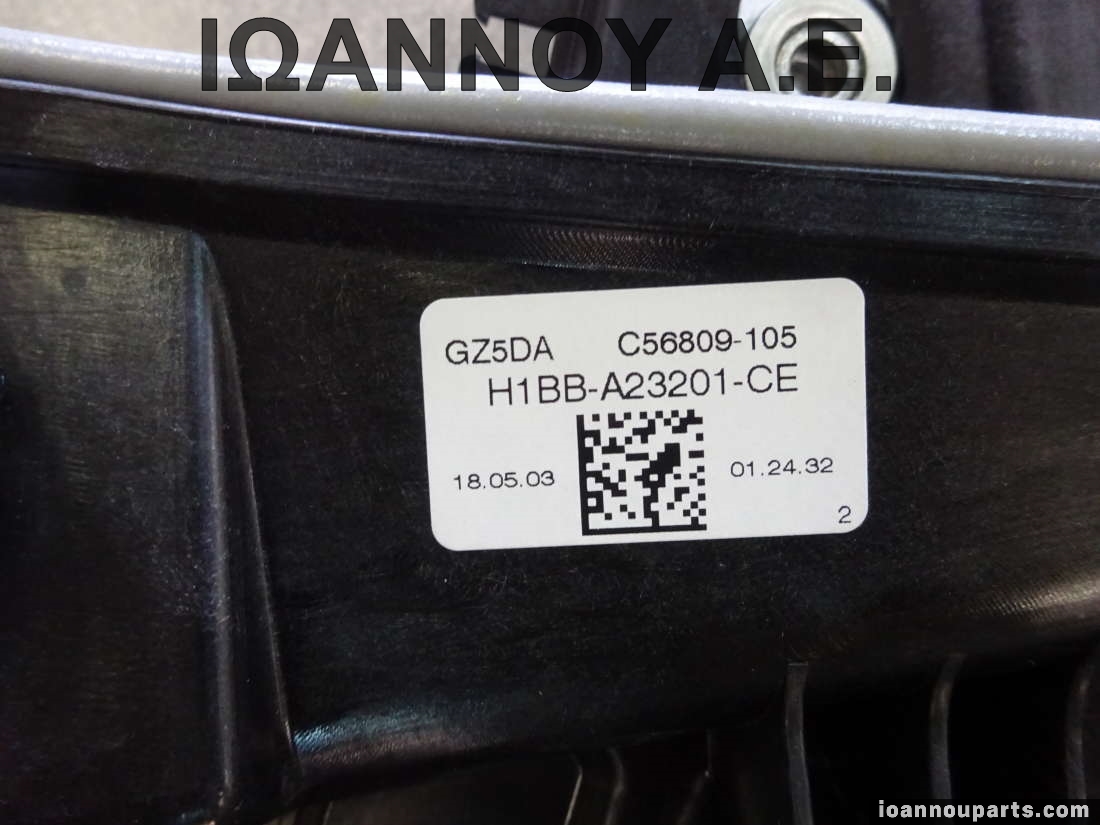 ΙΩΑΝΝΟΥ Α.Ε.
GZ5DA C56809-105
H1BB-A23201-CE
18.05.03 01.24.32
2
ioannouparts.com